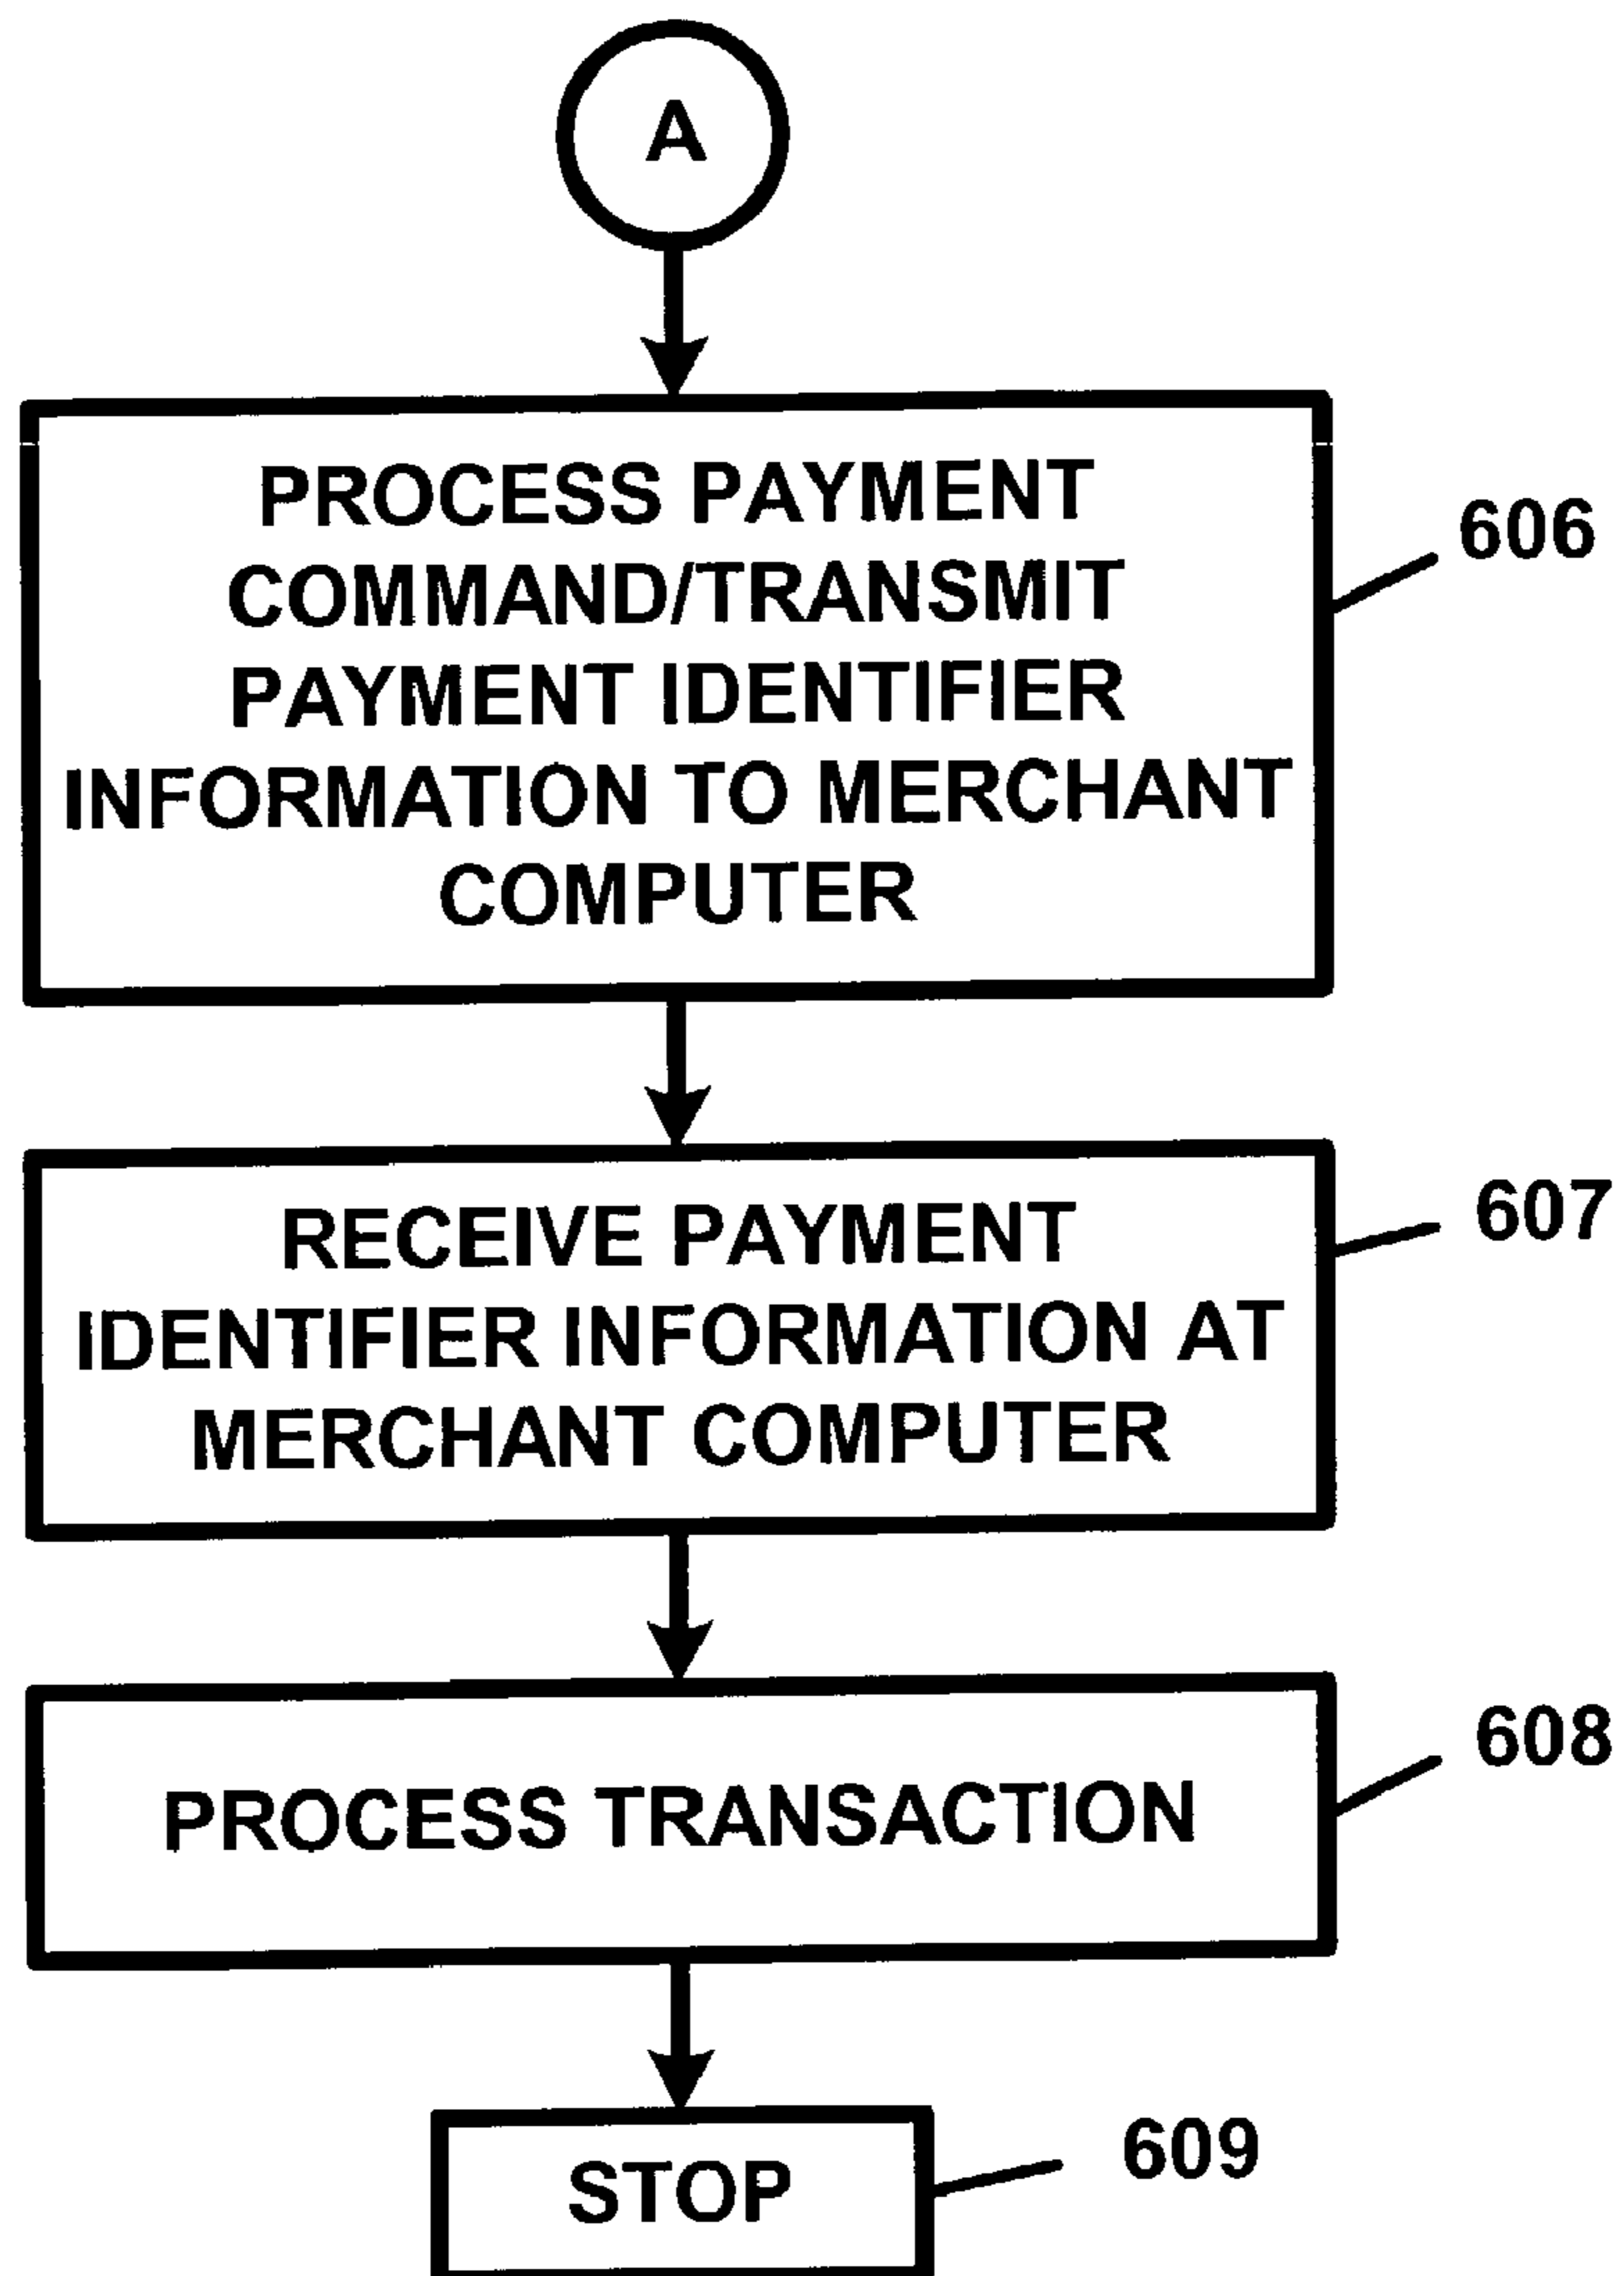 A
PROCESS PAYMENT
COMMAND/TRANSMIT
PAYMENT IDENTIFIER
INFORMATION TO MERCHANT
COMPUTER
606
RECEIVE PAYMENT
IDENTIFIER INFORMATION AT
MERCHANT COMPUTER
607
PROCESS TRANSACTION
608
STOP
609